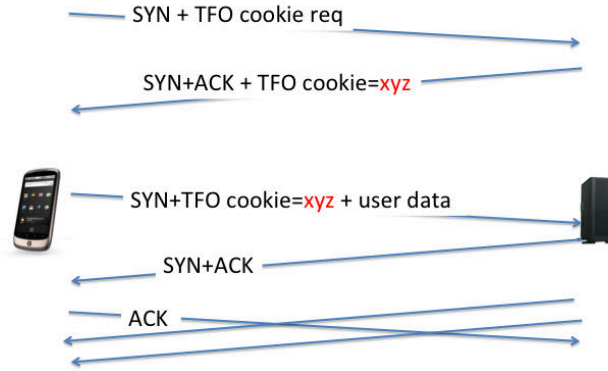 SYN + TFO cookie req
SYN+ACK + TFO cookie=xyz
SYN+TFO cookie=xyz + user data
SYN+ACK
ACK